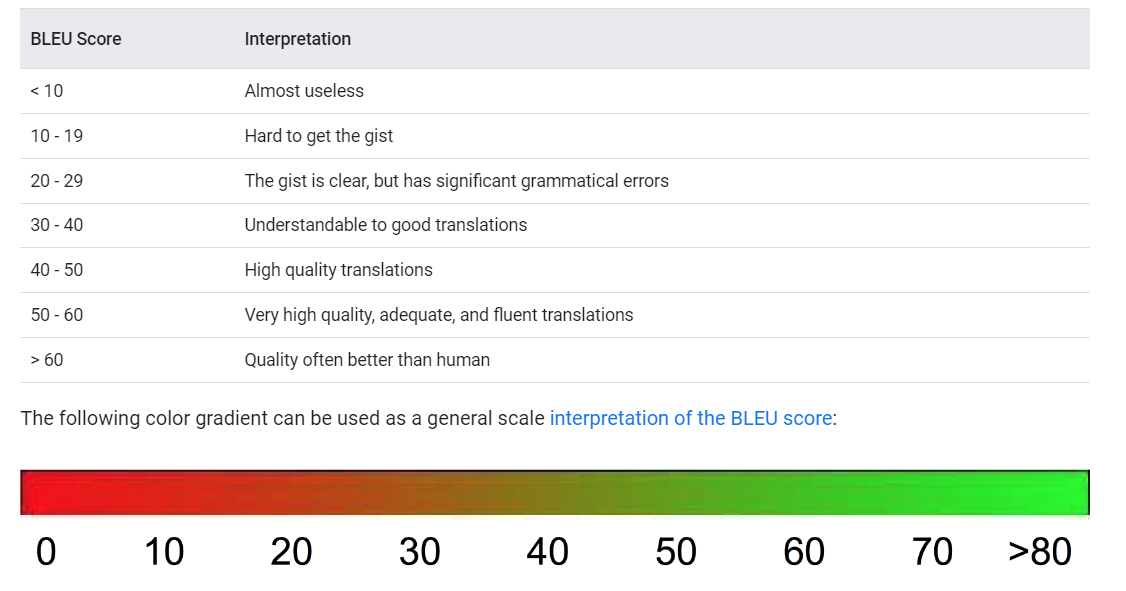 BLEU Score Interpretation
< 10 Almost useless
10 - 19 Hard to get the gist
20 - 29 The gist is clear, but has significant grammatical errors
30 - 40 Understandable to good translations
40 - 50 High quality translations
50 - 60 Very high quality, adequate, and fluent translations
> 60 Quality often better than human
The following color gradient can be used as a general scale interpretation of the BLEU score:
0 10 20 30 40 50 60 70 >80